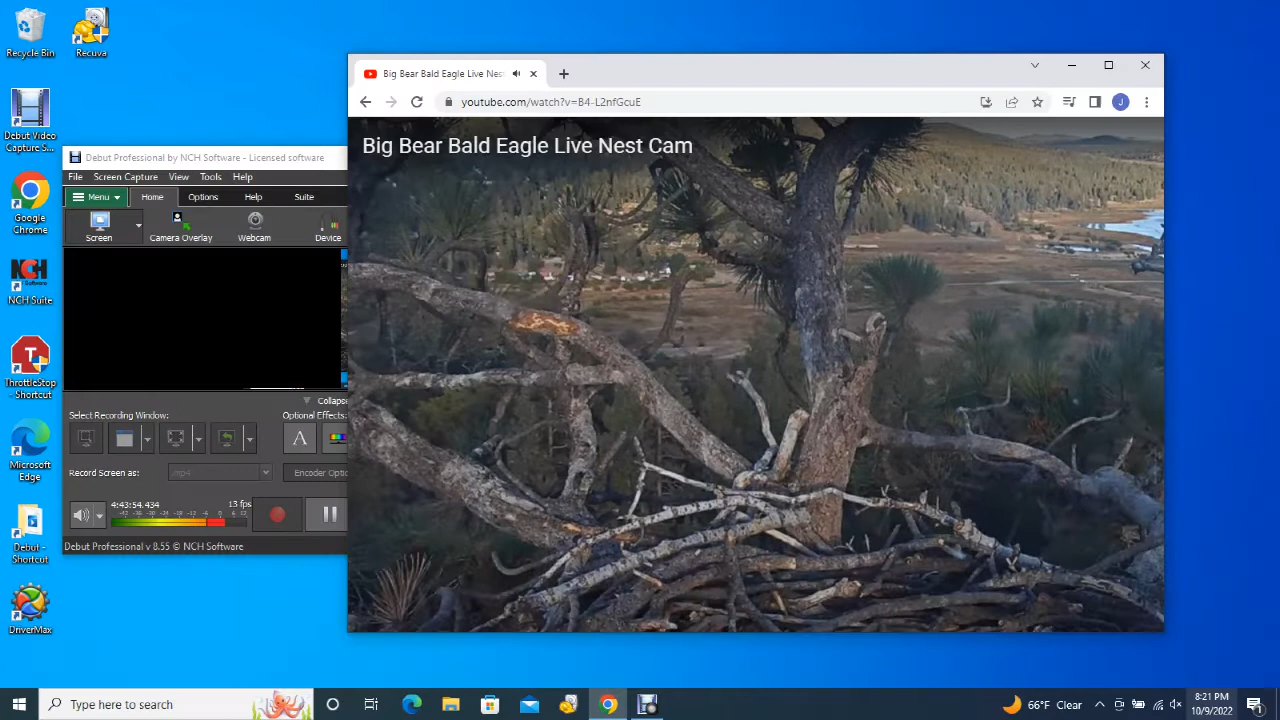 Recycle Bin
Recuva
Debut Video
Capture S...
Google
Chrome
NCH
Software
NCH Suite
T
ThrottleStop
- Shortcut
Microsoft
Edge
Debut -
Shortcut
DriverMax
Debut Professional by NCH Software - Licensed software
File Screen Capture View Tools Help
Menu Home Options Help Suite
Screen Camera Overlay Webcam Device
Collapse
Select Recording Window: Optional Effects:
A
Record Screen as: .mp4 Encoder Optio
4:43:54.434 13 fps
Debut Professional v 8.55 © NCH Software
Big Bear Bald Eagle Live Nes
youtube.com/watch?v=B4-L2nfGcuE
J
Big Bear Bald Eagle Live Nest Cam
Type here to search
66°F Clear
8:21 PM
10/9/2022
1